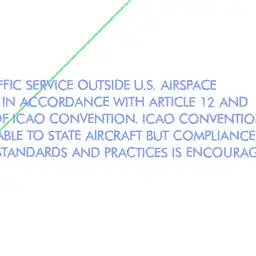 FFIC SERVICE OUTSIDE U.S. AIRSPACE
IN ACCORDANCE WITH ARTICLE 12 AND
OF ICAO CONVENTION. ICAO CONVENTIO
ABLE TO STATE AIRCRAFT BUT COMPLIANCE
STANDARDS AND PRACTICES IS ENCOURAG